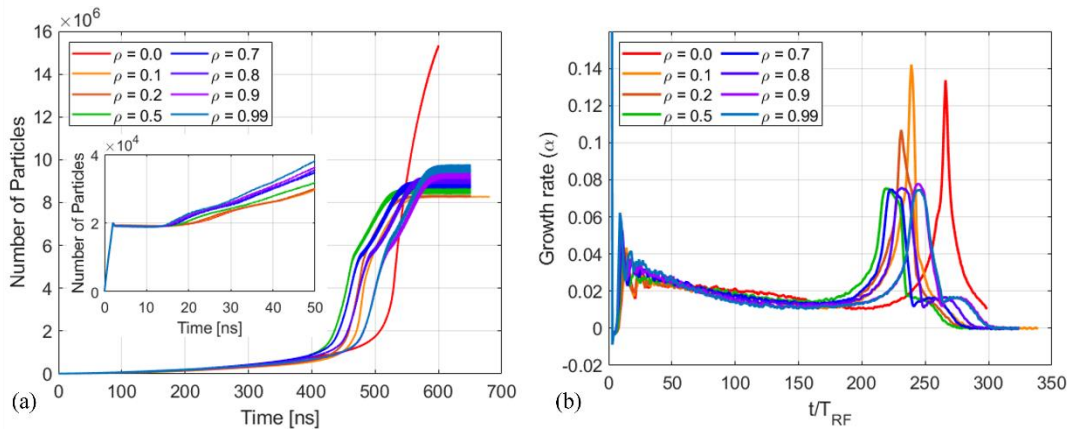 ×10⁶
16
14
12
10
8
6
4
2
0
Number of Particles
ρ = 0.0 ρ = 0.7
ρ = 0.1 ρ = 0.8
ρ = 0.2 ρ = 0.9
ρ = 0.5 ρ = 0.99
×10⁴
4
2
0
Number of Particles
0 10 20 30 40 50
Time [ns]
0 100 200 300 400 500 600 700
Time [ns]
(a)
0.14
0.12
0.1
0.08
0.06
0.04
0.02
0
-0.02
Growth rate (α)
ρ = 0.0 ρ = 0.7
ρ = 0.1 ρ = 0.8
ρ = 0.2 ρ = 0.9
ρ = 0.5 ρ = 0.99
0 50 100 150 200 250 300 350
t/T_RF
(b)